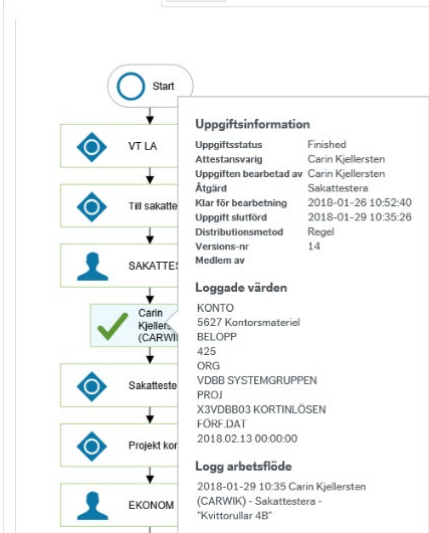 Start
VT LA
Till sakatte
SAKATTES
Carin
Kjellers
(CARWI
Sakatteste
Projekt kor
EKONOM
Uppgiftsinformation
Uppgiftsstatus Finished
Attestansvarig Carin Kjellersten
Uppgiften bearbetad av Carin Kjellersten
Åtgärd Sakattestera
Klar för bearbetning 2018-01-26 10:52:40
Uppgift slutförd 2018-01-29 10:35:26
Distributionsmetod Regel
Versions-nr 14
Medlem av
Loggade värden
KONTO
5627 Kontorsmateriel
BELOPP
425
ORG
VDBB SYSTEMGRUPPEN
PROJ
X3VDBB03 KORTINLÖSEN
FÖRF.DAT
2018.02.13 00:00:00
Logg arbetsflöde
2018-01-29 10:35 Carin Kjellersten
(CARWIK) - Sakattestera -
"Kvittorullar 4B"